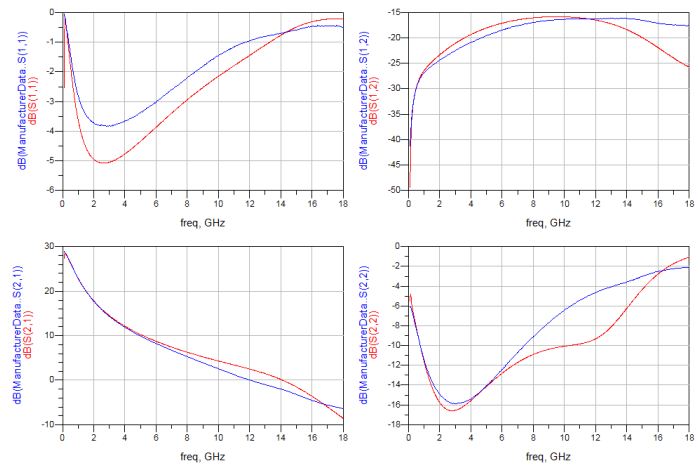 dB(ManufacturerData..S(1,1))
dB(S(1,1))
0
-1
-2
-3
-4
-5
-6
0 2 4 6 8 10 12 14 16 18
freq, GHz
dB(ManufacturerData..S(1,2))
dB(S(1,2))
-15
-20
-25
-30
-35
-40
-45
-50
0 2 4 6 8 10 12 14 16 18
freq, GHz
dB(ManufacturerData..S(2,1))
dB(S(2,1))
30
20
10
0
-10
0 2 4 6 8 10 12 14 16 18
freq, GHz
dB(ManufacturerData..S(2,2))
dB(S(2,2))
0
-2
-4
-6
-8
-10
-12
-14
-16
-18
0 2 4 6 8 10 12 14 16 18
freq, GHz